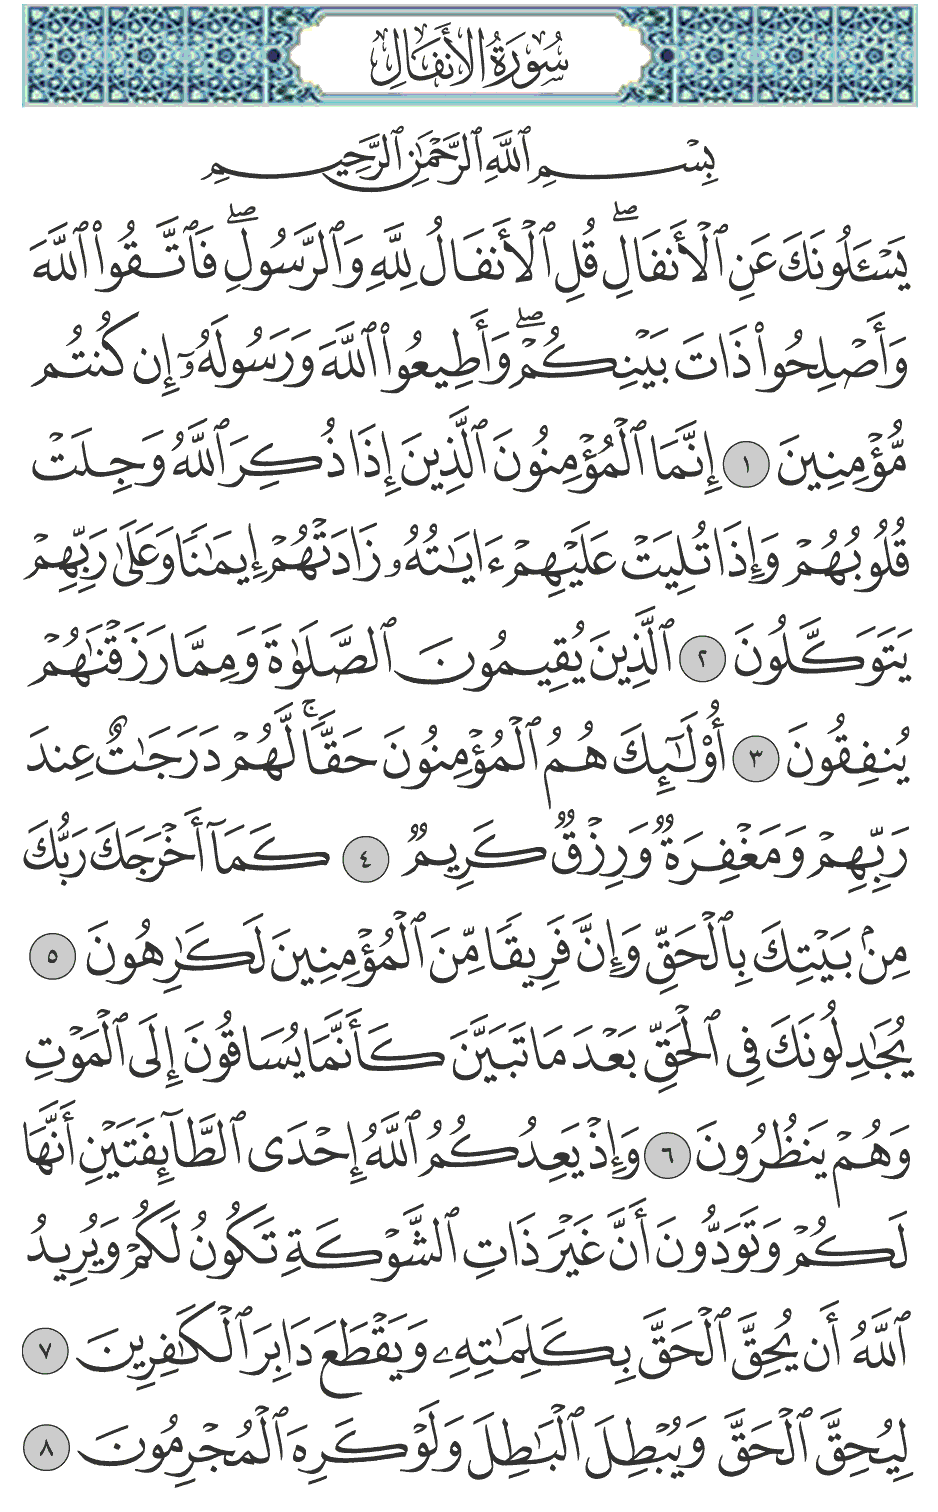 سُورَةُ الأَنفَالِ
بِسْمِ ٱللَّهِ ٱلرَّحْمَٰنِ ٱلرَّحِيمِ
يَسْـَٔلُونَكَ عَنِ ٱلْأَنفَالِۖ قُلِ ٱلْأَنفَالُ لِلَّهِ وَٱلرَّسُولِۖ فَٱتَّقُوا۟ ٱللَّهَ
وَأَصْلِحُوا۟ ذَاتَ بَيْنِكُمْۖ وَأَطِيعُوا۟ ٱللَّهَ وَرَسُولَهُۥٓ إِن كُنتُم
مُّؤْمِنِينَ ١ إِنَّمَا ٱلْمُؤْمِنُونَ ٱلَّذِينَ إِذَا ذُكِرَ ٱللَّهُ وَجِلَتْ
قُلُوبُهُمْ وَإِذَا تُلِيَتْ عَلَيْهِمْ ءَايَٰتُهُۥ زَادَتْهُمْ إِيمَٰنًا وَعَلَىٰ رَبِّهِمْ
يَتَوَكَّلُونَ ٢ ٱلَّذِينَ يُقِيمُونَ ٱلصَّلَوٰةَ وَمِمَّا رَزَقْنَٰهُمْ
يُنفِقُونَ ٣ أُو۟لَٰٓئِكَ هُمُ ٱلْمُؤْمِنُونَ حَقًّاۚ لَّهُمْ دَرَجَٰتٌ عِندَ
رَبِّهِمْ وَمَغْفِرَةٌ وَرِزْقٌ كَرِيمٌ ٤ كَمَآ أَخْرَجَكَ رَبُّكَ
مِنۢ بَيْتِكَ بِٱلْحَقِّ وَإِنَّ فَرِيقًا مِّنَ ٱلْمُؤْمِنِينَ لَكَٰرِهُونَ ٥
يُجَٰدِلُونَكَ فِى ٱلْحَقِّ بَعْدَ مَا تَبَيَّنَ كَأَنَّمَا يُسَاقُونَ إِلَى ٱلْمَوْتِ
وَهُمْ يَنظُرُونَ ٦ وَإِذْ يَعِدُكُمُ ٱللَّهُ إِحْدَى ٱلطَّآئِفَتَيْنِ أَنَّهَا
لَكُمْ وَتَوَدُّونَ أَنَّ غَيْرَ ذَاتِ ٱلشَّوْكَةِ تَكُونُ لَكُمْ وَيُرِيدُ
ٱللَّهُ أَن يُحِقَّ ٱلْحَقَّ بِكَلِمَٰتِهِۦ وَيَقْطَعَ دَابِرَ ٱلْكَٰفِرِينَ ٧
لِيُحِقَّ ٱلْحَقَّ وَيُبْطِلَ ٱلْبَٰطِلَ وَلَوْ كَرِهَ ٱلْمُجْرِمُونَ ٨